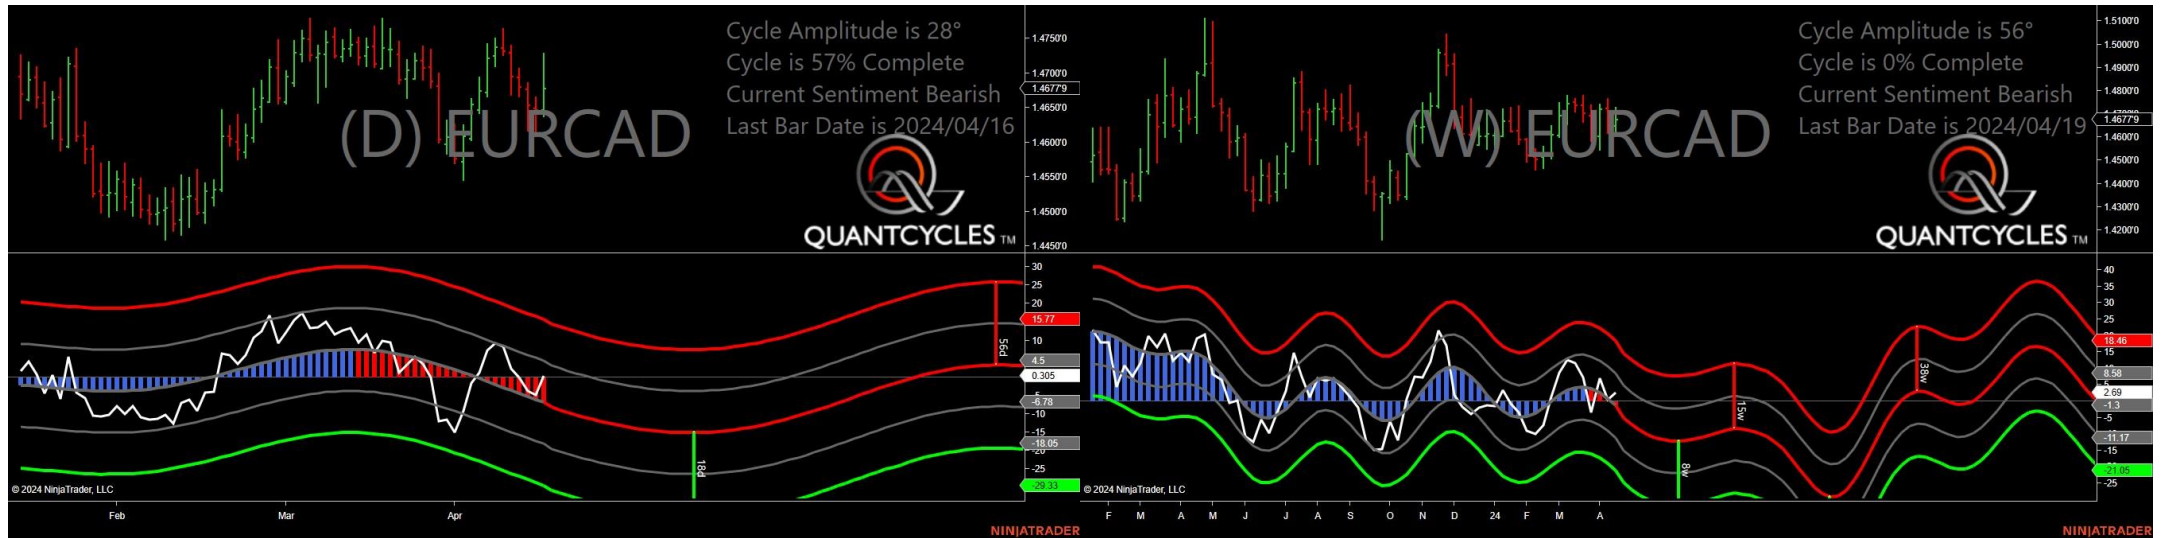 Cycle Amplitude is 28°
Cycle is 57% Complete
Current Sentiment Bearish
Last Bar Date is 2024/04/16
(D) EURCAD
QUANTCYCLES TM
1.4750'0
1.4700'0
1.4677'9
1.4650'0
1.4600'0
1.4550'0
1.4500'0
1.4450'0
30
25
20
15.77
10
4.5
0.305
-6.78
-10
-15
-18.05
-20
-25
-29.33
56d
18d
© 2024 NinjaTrader, LLC
Feb
Mar
Apr
NINJATRADER
Cycle Amplitude is 56°
Cycle is 0% Complete
Current Sentiment Bearish
Last Bar Date is 2024/04/19
(W) EURCAD
QUANTCYCLES TM
1.5100'0
1.5000'0
1.4900'0
1.4800'0
1.4677'9
1.4600'0
1.4500'0
1.4400'0
1.4300'0
1.4200'0
40
35
30
25
18.46
15
8.58
2.69
-1.3
-5
-11.17
-15
-21.05
-25
15w
38w
8w
© 2024 NinjaTrader, LLC
F M A M J J A S O N D 24 F M A
NINJATRADER